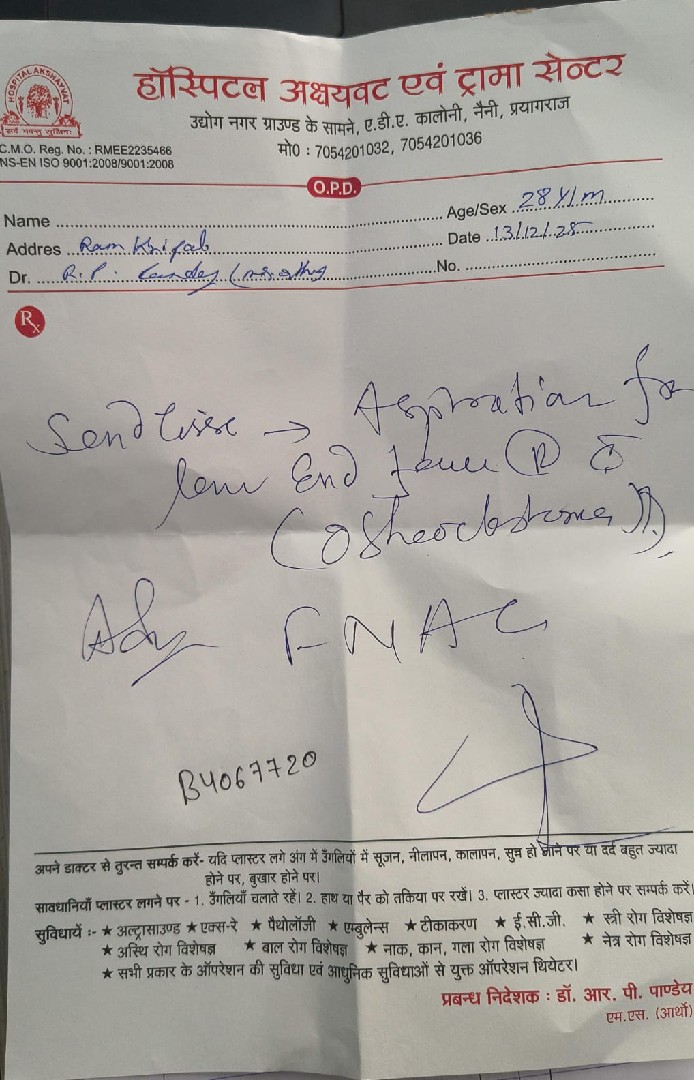 HOSPITAL AKSHAYVAT
सर्वे भवन्तु सुखिनः
हॉस्पिटल अक्षयवट एवं ट्रामा सेन्टर
उद्योग नगर ग्राउण्ड के सामने, ए.डी.ए. कालोनी, नैनी, प्रयागराज
C.M.O. Reg. No. : RMEE2235466
NS-EN ISO 9001:2008/9001:2008
मो0 : 7054201032, 7054201036
O.P.D.
Name Age/Sex 28 Y/m
Addres Ram Date 13/12/25
Dr. R.P. No.
Rx
Send → Aspiration for
End (R) c̄
(Osteoclastoma))
Adv FNAC
B4067720
अपने डाक्टर से तुरन्त सम्पर्क करें- यदि प्लास्टर लगे अंग में उँगलियों में सूजन, नीलापन, कालापन, सुन्न हो जाने पर या दर्द बहुत ज्यादा
होने पर, बुखार होने पर।
सावधानियाँ प्लास्टर लगने पर - 1. उँगलियाँ चलाते रहें। 2. हाथ या पैर को तकिया पर रखें। 3. प्लास्टर ज्यादा कसा होने पर सम्पर्क करें।
सुविधायें :- ★ अल्ट्रासाउण्ड ★ एक्स-रे ★ पैथोलॉजी ★ एम्बुलेन्स ★ टीकाकरण ★ ई.सी.जी. ★ स्त्री रोग विशेषज्ञ
★ अस्थि रोग विशेषज्ञ ★ बाल रोग विशेषज्ञ ★ नाक, कान, गला रोग विशेषज्ञ ★ नेत्र रोग विशेषज्ञ
★ सभी प्रकार के ऑपरेशन की सुविधा एवं आधुनिक सुविधाओं से युक्त ऑपरेशन थियेटर।
प्रबन्ध निदेशक : डॉ. आर. पी. पाण्डेय
एम.एस. (आर्थो)